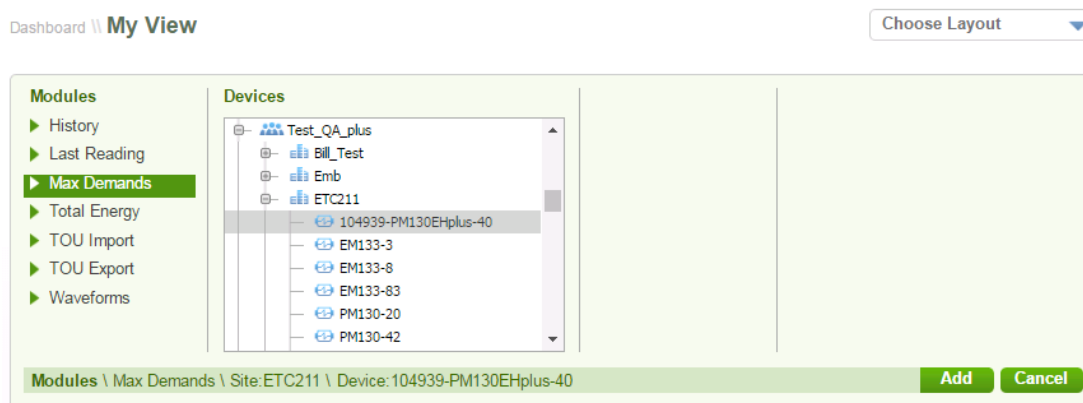 Dashboard \\ My View
Choose Layout
Modules
History
Last Reading
Max Demands
Total Energy
TOU Import
TOU Export
Waveforms
Devices
Test_QA_plus
Bill_Test
Emb
ETC211
104939-PM130EHplus-40
EM133-3
EM133-8
EM133-83
PM130-20
PM130-42
Modules \ Max Demands \ Site:ETC211 \ Device:104939-PM130EHplus-40
Add
Cancel